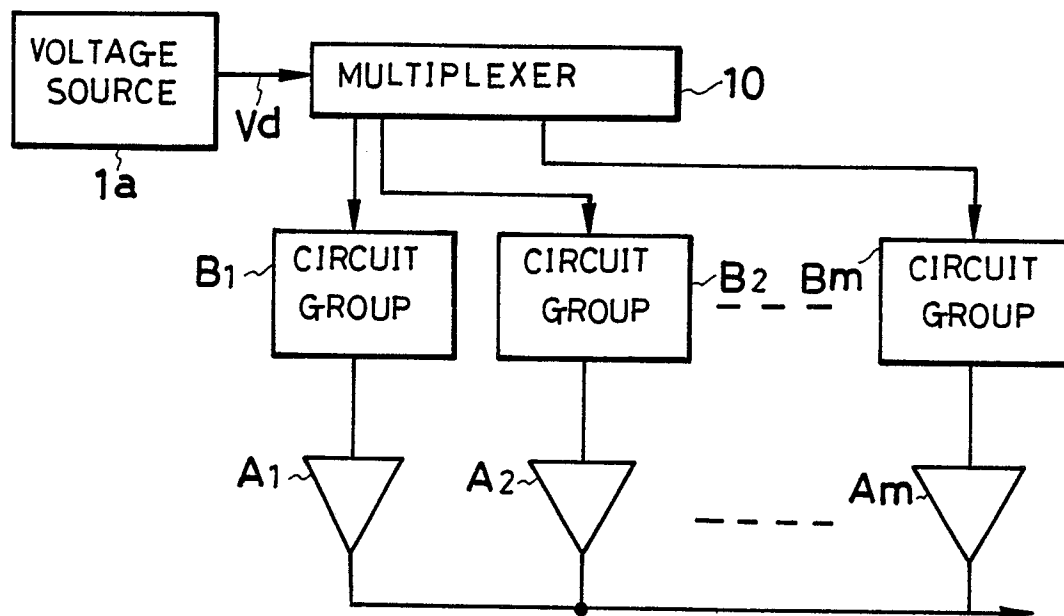 VOLTAGE
SOURCE
1a
Vd
MULTIPLEXER
10
B1
CIRCUIT
GROUP
CIRCUIT
GROUP
B2
Bm
CIRCUIT
GROUP
A1
A2
Am